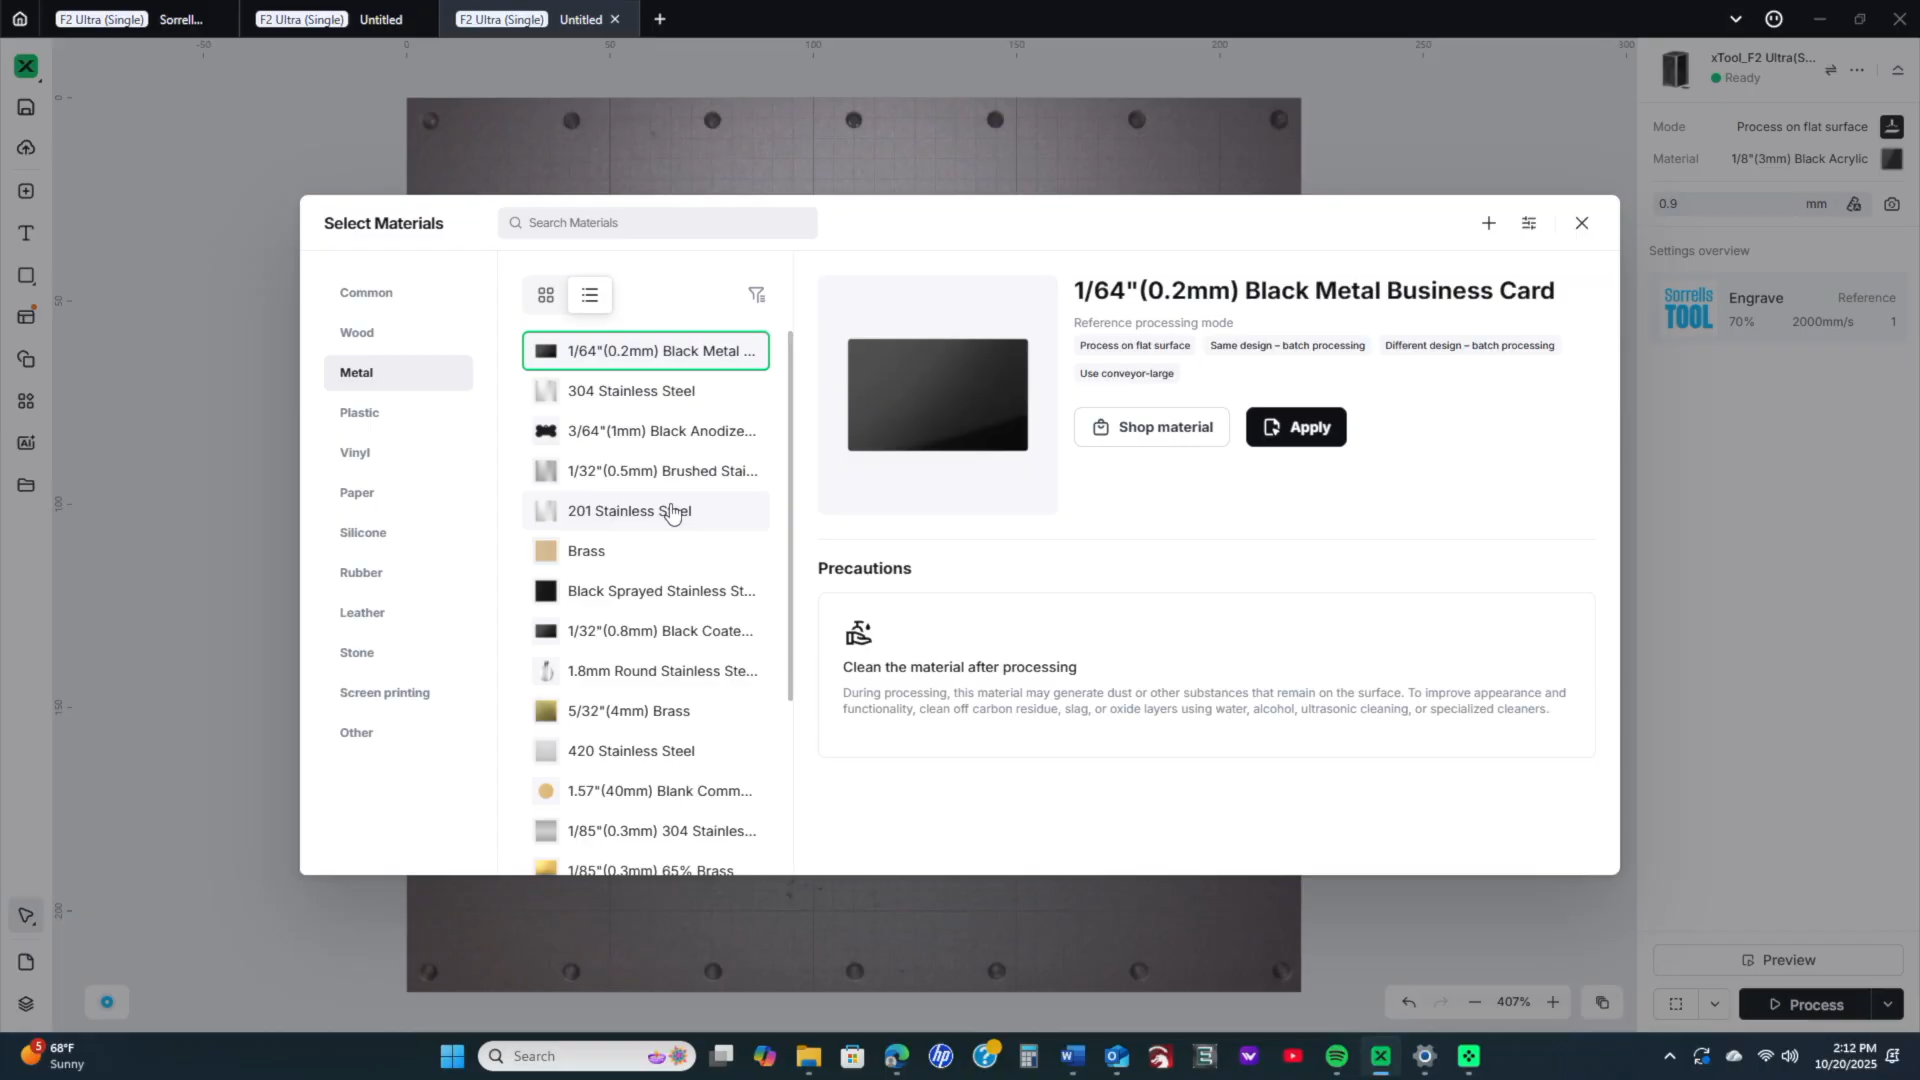 F2 Ultra (Single) Sorrell...
F2 Ultra (Single) Untitled
F2 Ultra (Single) Untitled
-50 0 50 100 150 200 250 300
0
50
100
150
200
xTool_F2 Ultra(S...
Ready
Mode Process on flat surface
Material 1/8"(3mm) Black Acrylic
0.9 mm
Settings overview
Sorrells
TOOL
Engrave Reference
70% 2000mm/s 1
Select Materials
Search Materials
Common
Wood
Metal
Plastic
Vinyl
Paper
Silicone
Rubber
Leather
Stone
Screen printing
Other
1/64"(0.2mm) Black Metal ...
304 Stainless Steel
3/64"(1mm) Black Anodize...
1/32"(0.5mm) Brushed Stai...
201 Stainless Steel
Brass
Black Sprayed Stainless St...
1/32"(0.8mm) Black Coate...
1.8mm Round Stainless Ste...
5/32"(4mm) Brass
420 Stainless Steel
1.57"(40mm) Blank Comm...
1/85"(0.3mm) 304 Stainles...
1/85"(0.3mm) 65% Brass
1/64"(0.2mm) Black Metal Business Card
Reference processing mode
Process on flat surface Same design – batch processing Different design – batch processing
Use conveyor-large
Shop material
Apply
Precautions
Clean the material after processing
During processing, this material may generate dust or other substances that remain on the surface. To improve appearance and
functionality, clean off carbon residue, slag, or oxide layers using water, alcohol, ultrasonic cleaning, or specialized cleaners.
Ai
407%
Preview
Process
5
68°F
Sunny
Search
2:12 PM
10/20/2025